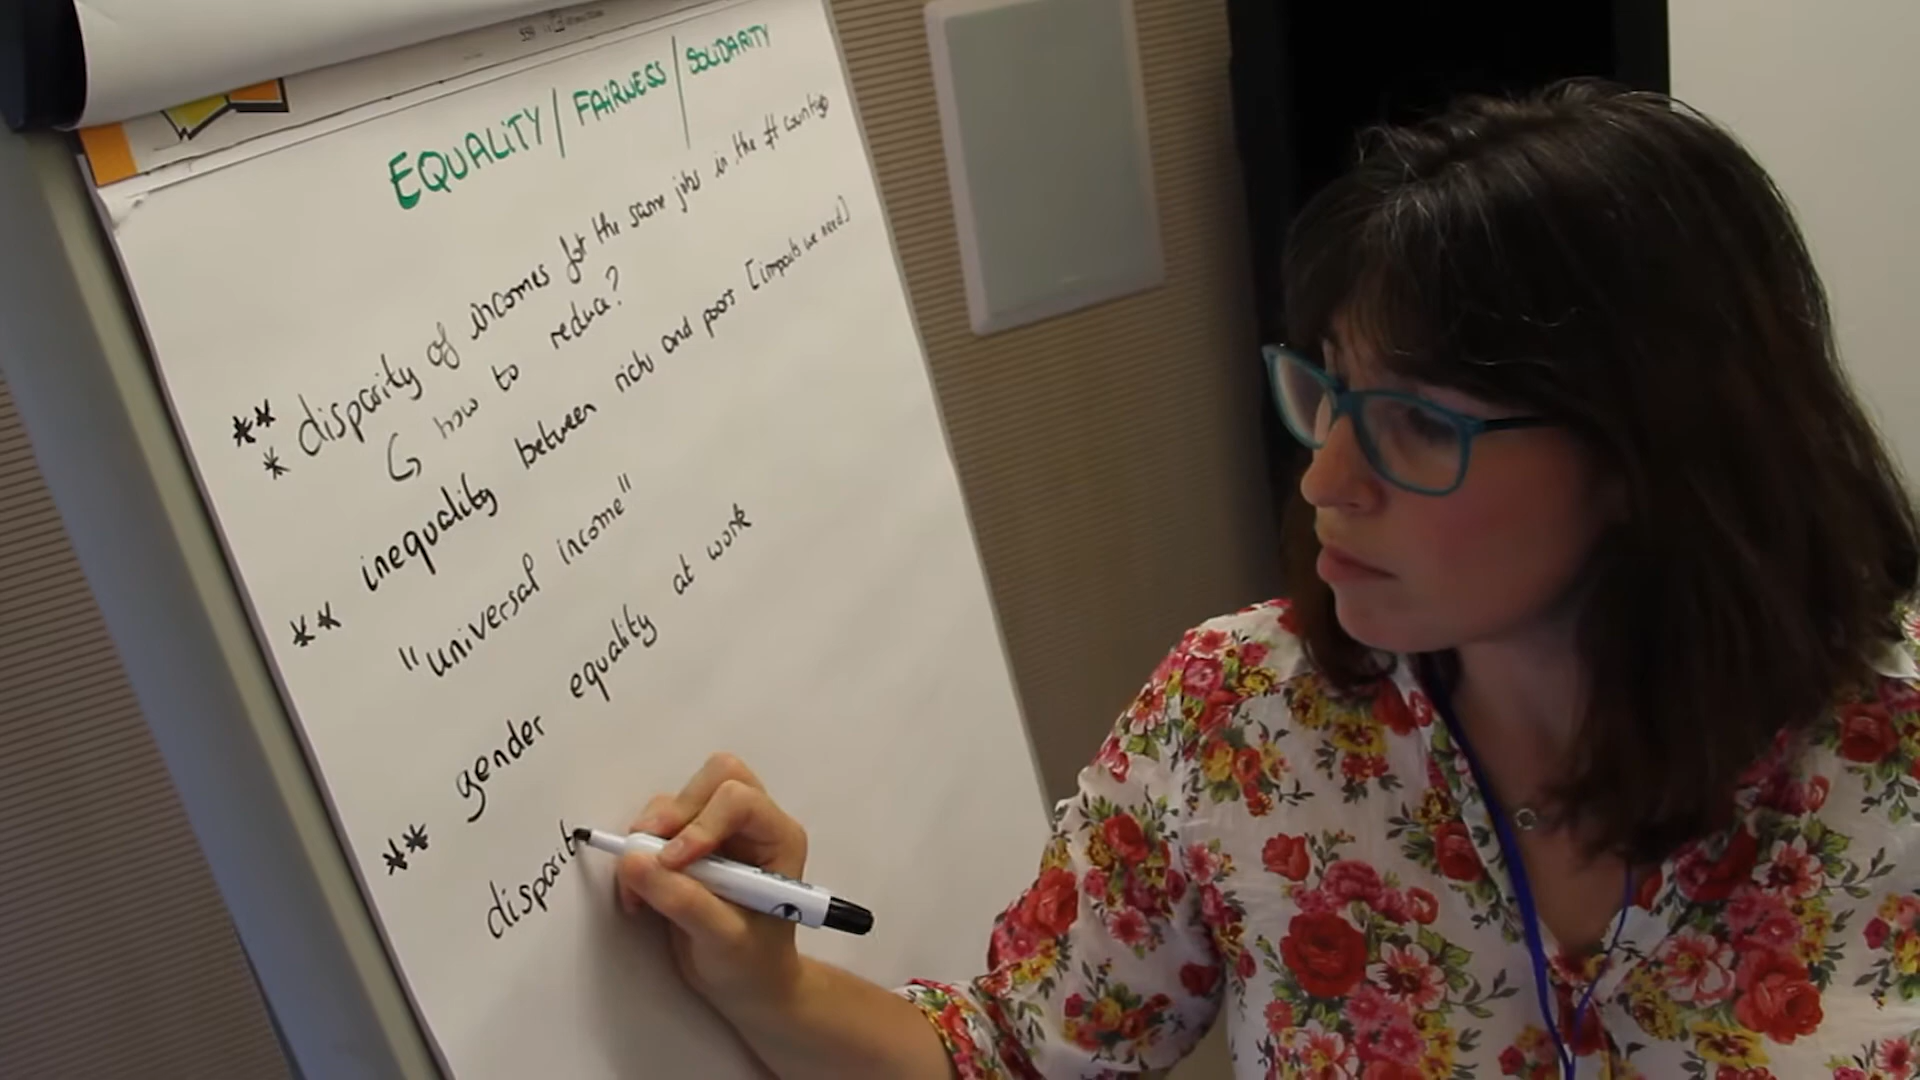 EQUALITY / FAIRNESS / SOLIDARITY
** * disparity of incomes for the same jobs in the # countries
↳ how to reduce?
** inequality between rich and poor [impacts we need]
"universal income"
** gender equality at work
disparit